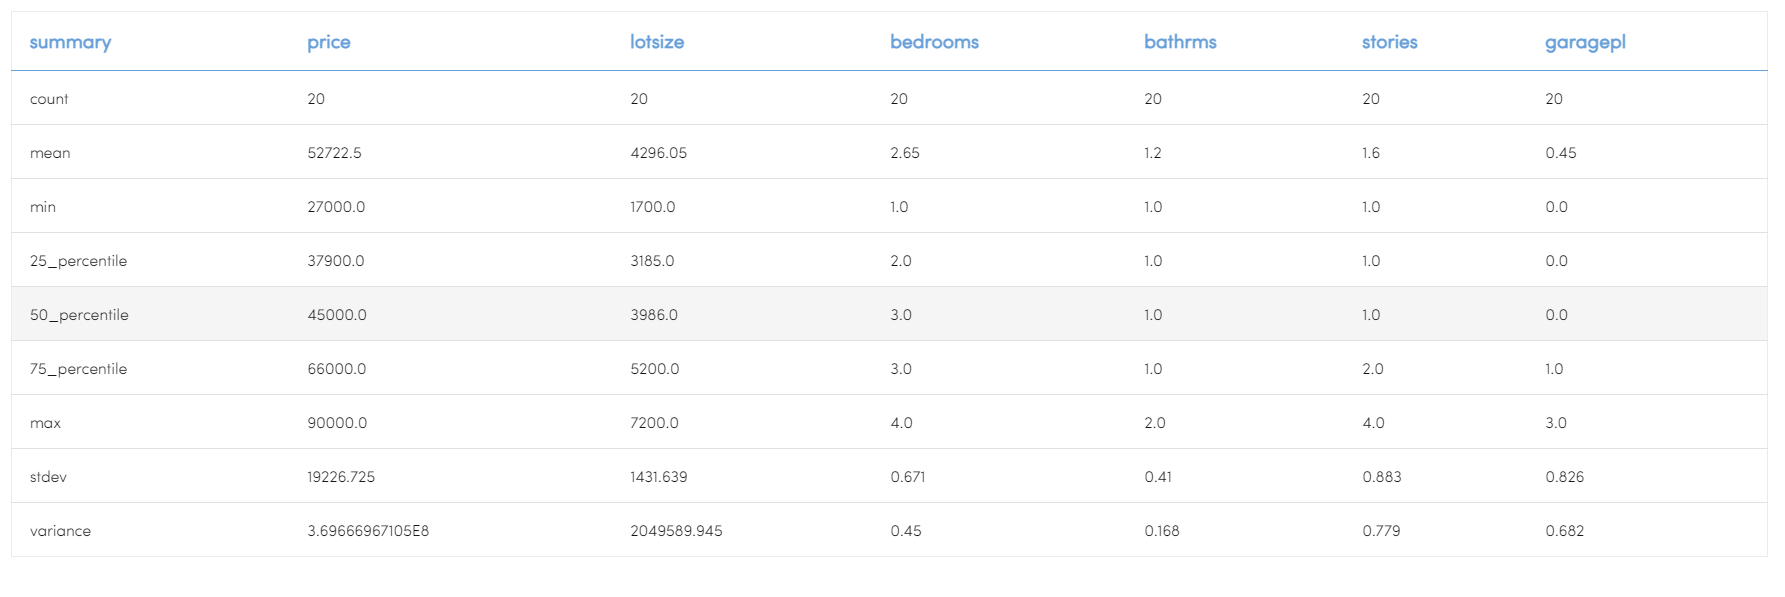 summary price lotsize bedrooms bathrms stories garagepl
count 20 20 20 20 20 20
mean 52722.5 4296.05 2.65 1.2 1.6 0.45
min 27000.0 1700.0 1.0 1.0 1.0 0.0
25_percentile 37900.0 3185.0 2.0 1.0 1.0 0.0
50_percentile 45000.0 3986.0 3.0 1.0 1.0 0.0
75_percentile 66000.0 5200.0 3.0 1.0 2.0 1.0
max 90000.0 7200.0 4.0 2.0 4.0 3.0
stdev 19226.725 1431.639 0.671 0.41 0.883 0.826
variance 3.69666967105E8 2049589.945 0.45 0.168 0.779 0.682